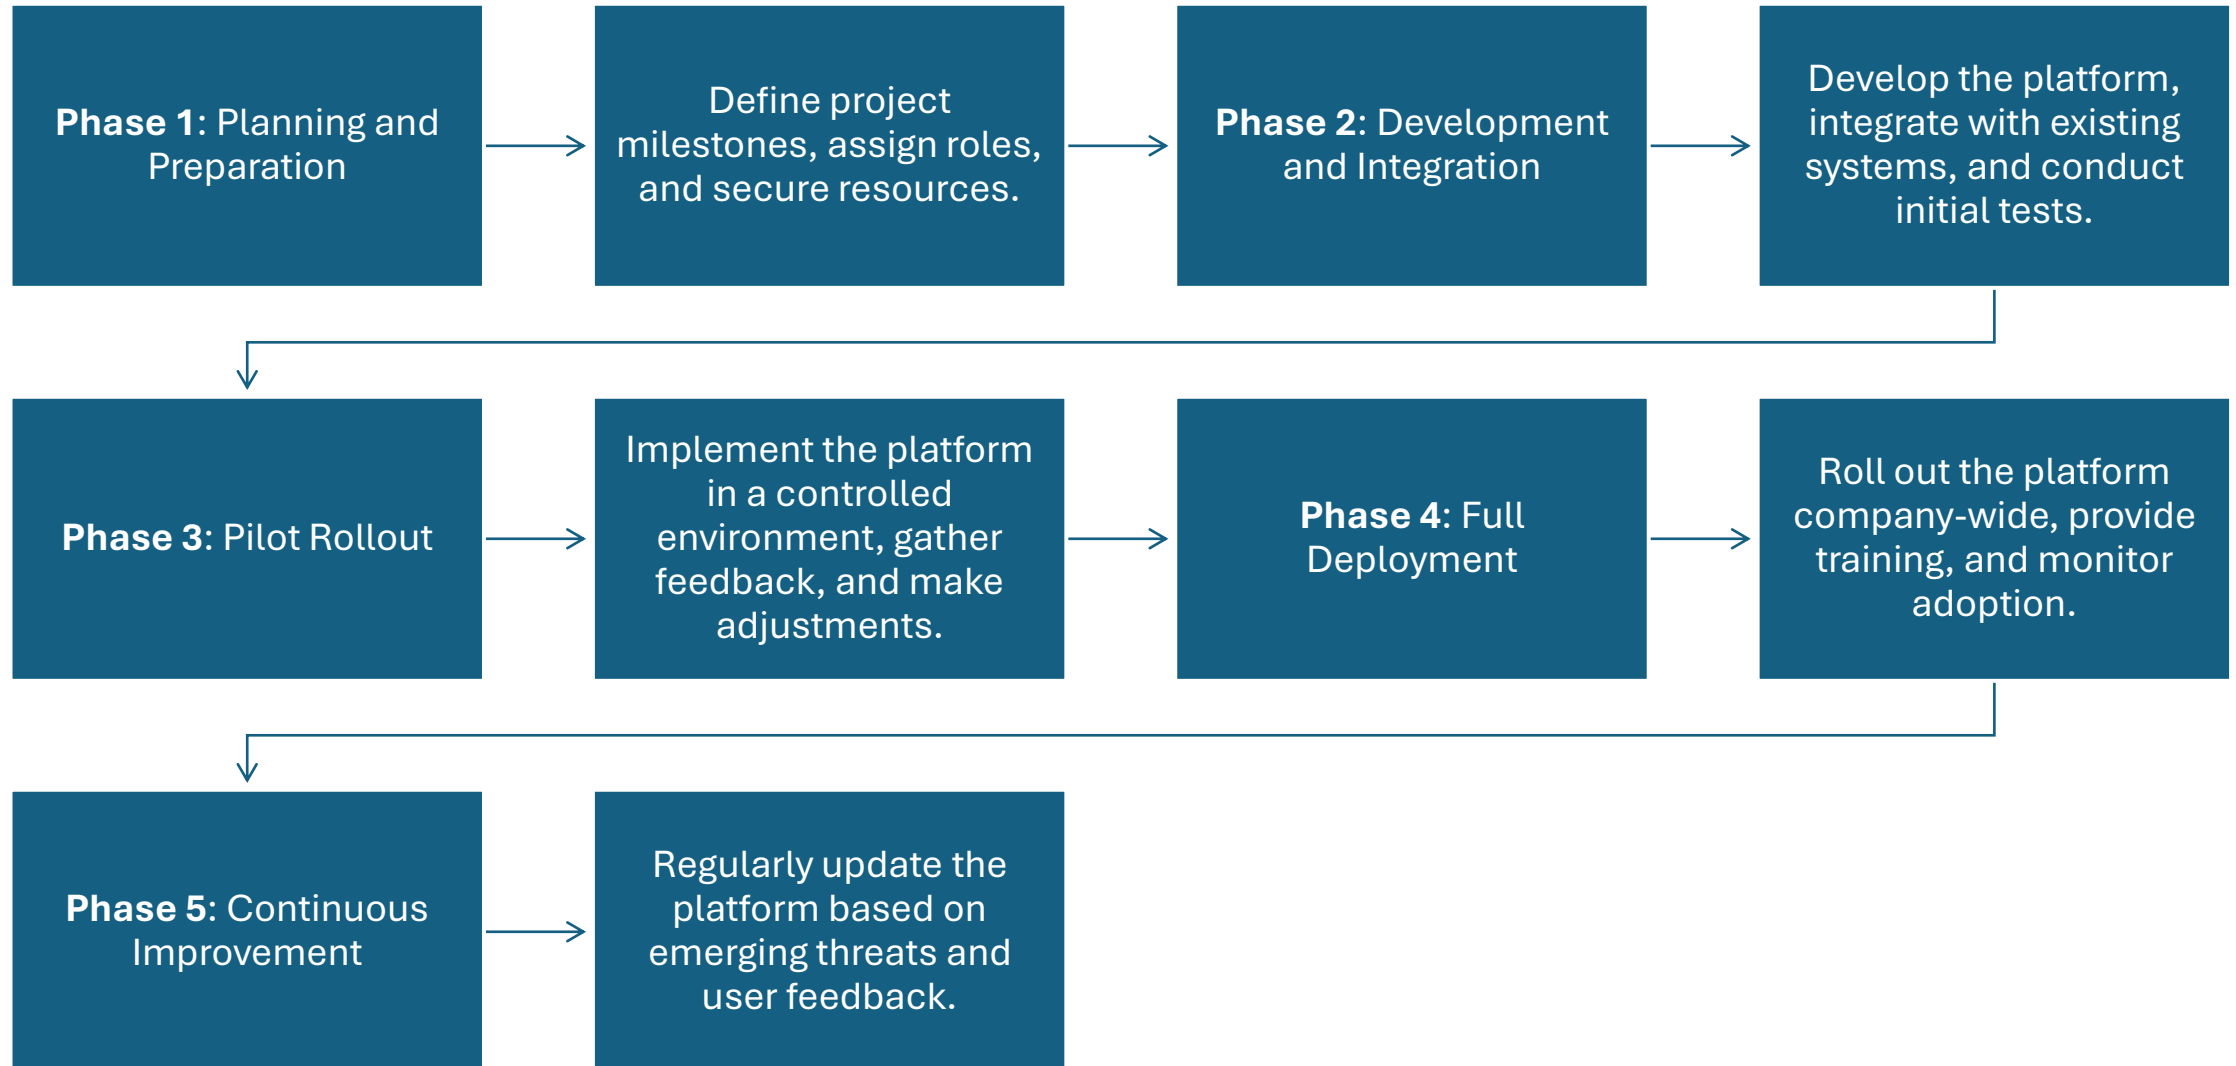 Phase 1: Planning and
Preparation
Define project
milestones, assign roles,
and secure resources.
Phase 2: Development
and Integration
Develop the platform,
integrate with existing
systems, and conduct
initial tests.
Phase 3: Pilot Rollout
Implement the platform
in a controlled
environment, gather
feedback, and make
adjustments.
Phase 4: Full
Deployment
Roll out the platform
company-wide, provide
training, and monitor
adoption.
Phase 5: Continuous
Improvement
Regularly update the
platform based on
emerging threats and
user feedback.